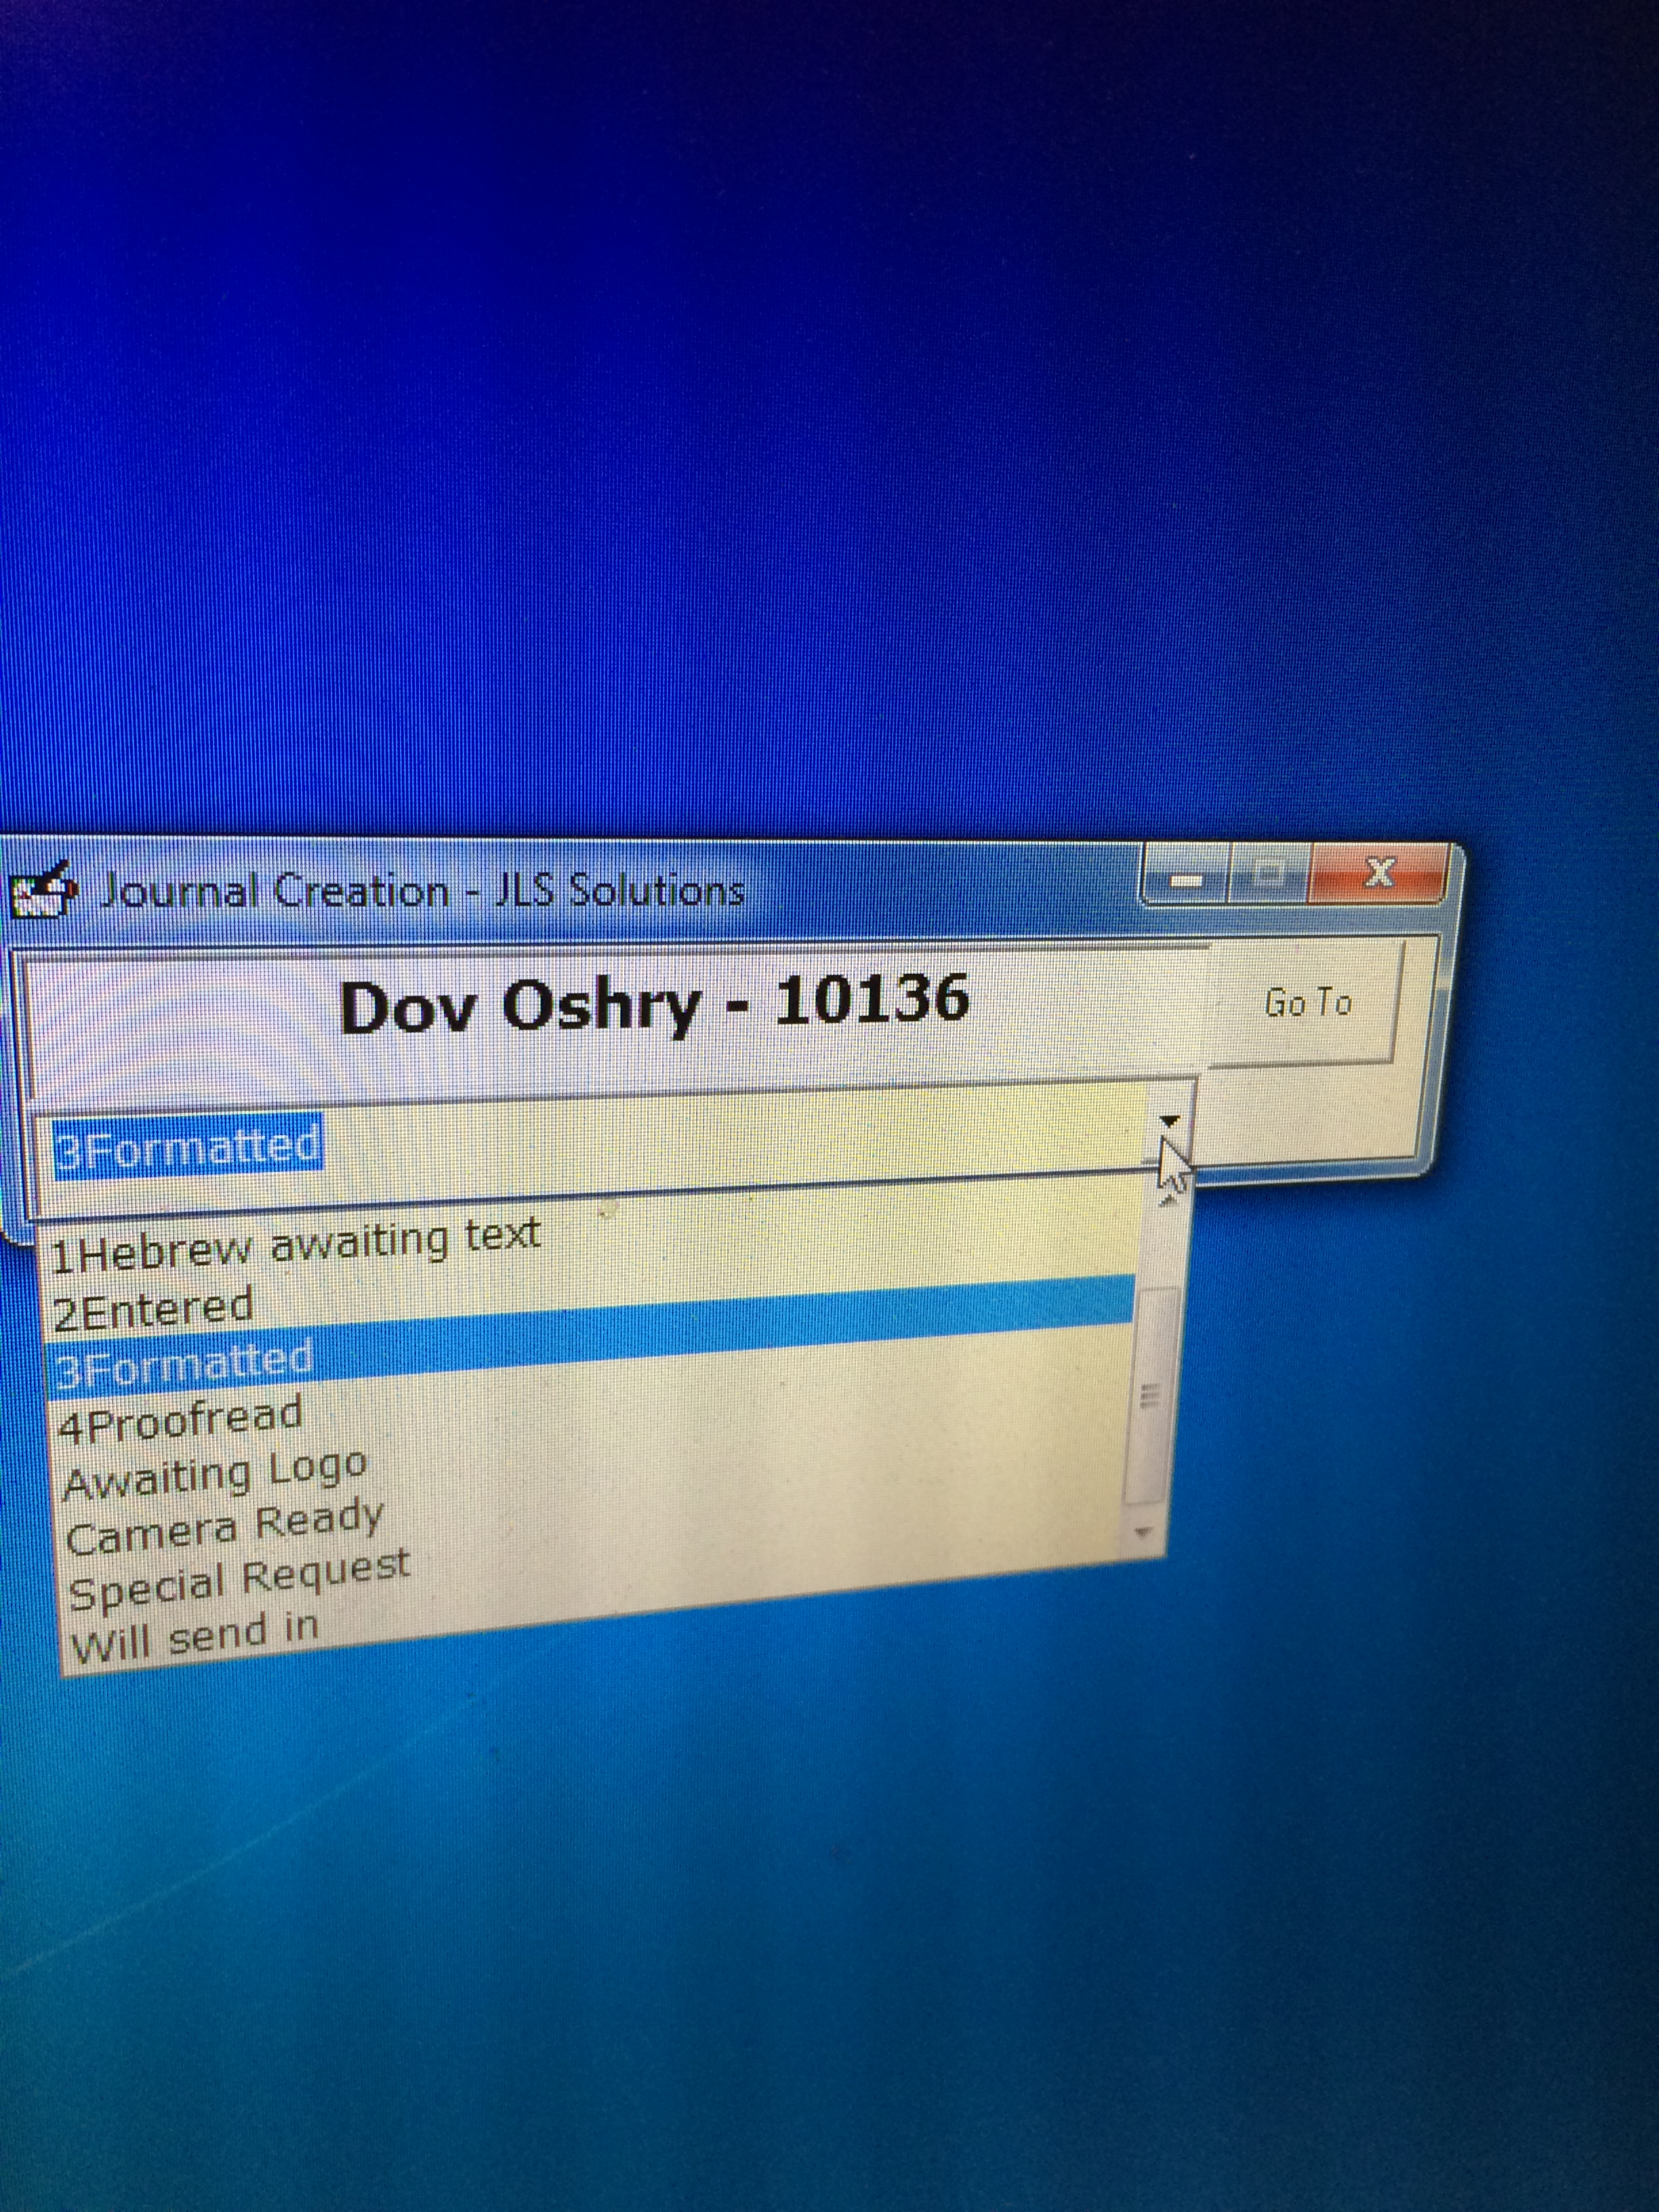 Journal Creation - JLS Solutions
Dov Oshry - 10136
Go To
3Formatted
1Hebrew awaiting text
2Entered
3Formatted
4Proofread
Awaiting Logo
Camera Ready
Special Request
Will send in